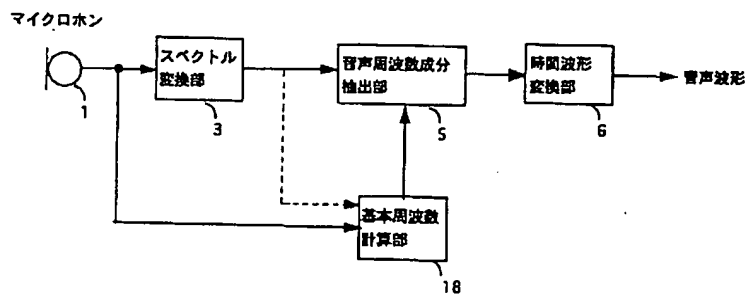 マイクロホン
スペクトル
変換部
音声周波数成分
抽出部
時間波形
変換部
音声波形
1
3
5
6
基本周波数
計算部
18